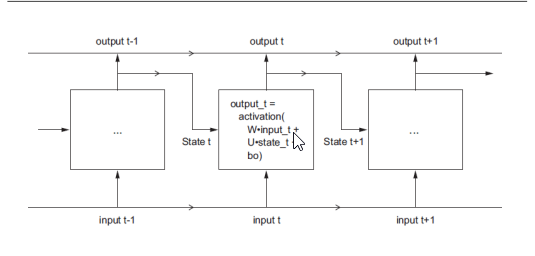 output t-1
output t
output t+1
output_t =
activation(
W•input_t +
U•state_t
bo)
...
...
State t
State t+1
input t-1
input t
input t+1